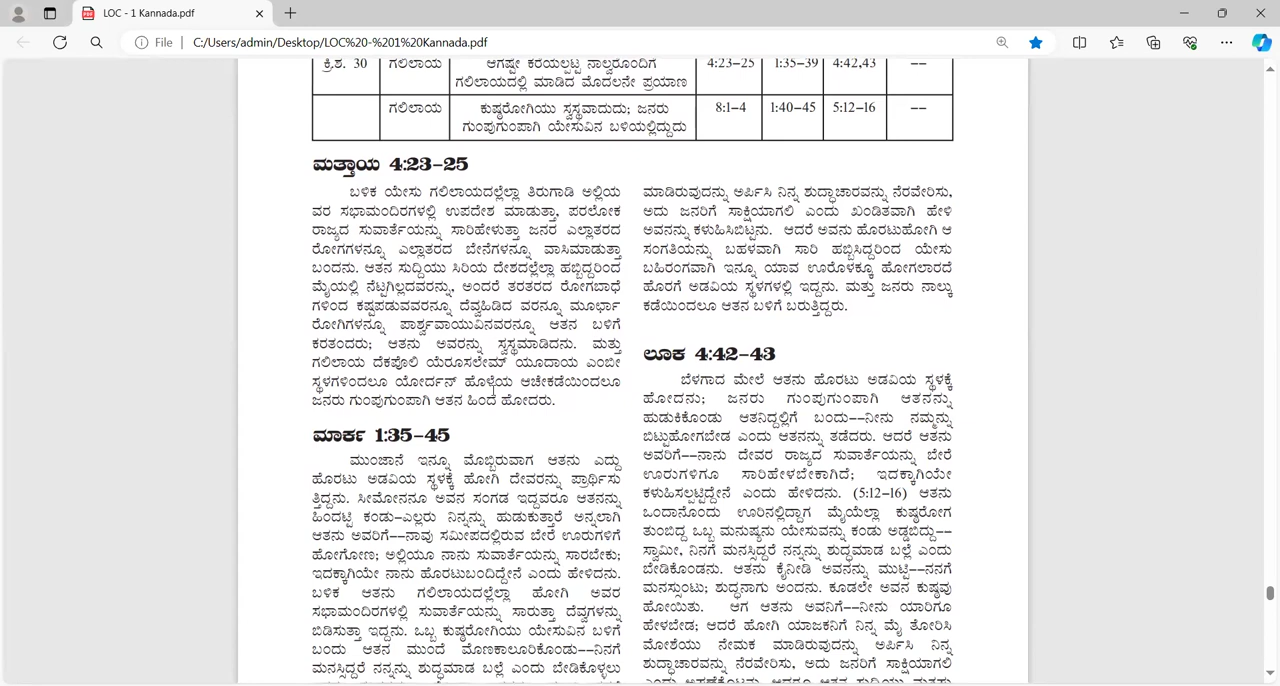 LOC - 1 Kannada.pdf
File
C:/Users/admin/Desktop/LOC%20-%201%20Kannada.pdf
ಕ್ರಿ.ಶ. 30 ಗಲಿಲಾಯ ಆಗಷ್ಟೇ ಕರೆಯಲ್ಪಟ್ಟ ನಾಲ್ವರೊಂದಿಗೆ 4:23-25 1:35-39 4:42,43 --
ಗಲಿಲಾಯದಲ್ಲಿ ಮಾಡಿದ ಮೊದಲನೇ ಪ್ರಯಾಣ
ಗಲಿಲಾಯ ಕುಷ್ಠರೋಗಿಯು ಸ್ವಸ್ಥವಾದುದು; ಜನರು 8:1-4 1:40-45 5:12-16 --
ಗುಂಪುಗುಂಪಾಗಿ ಯೇಸುವಿನ ಬಳಿಯಲ್ಲಿದ್ದುದು
ಮತ್ತಾಯ 4:23-25
ಬಳಿಕ ಯೇಸು ಗಲಿಲಾಯದಲ್ಲೆಲ್ಲಾ ತಿರುಗಾಡಿ ಅಲ್ಲಿಯ
ವರ ಸಭಾಮಂದಿರಗಳಲ್ಲಿ ಉಪದೇಶ ಮಾಡುತ್ತಾ, ಪರಲೋಕ
ರಾಜ್ಯದ ಸುವಾರ್ತೆಯನ್ನು ಸಾರಿಹೇಳುತ್ತಾ ಜನರ ಎಲ್ಲಾತರದ
ರೋಗಗಳನ್ನೂ ಎಲ್ಲಾತರದ ಬೇನೆಗಳನ್ನೂ ವಾಸಿಮಾಡುತ್ತಾ
ಬಂದನು. ಆತನ ಸುದ್ದಿಯು ಸಿರಿಯ ದೇಶದಲ್ಲೆಲ್ಲಾ ಹಬ್ಬಿದ್ದರಿಂದ
ಮೈಯಲ್ಲಿ ನೆಟ್ಟಗಿಲ್ಲದವರನ್ನು, ಅಂದರೆ ತರತರದ ರೋಗಬಾಧೆ
ಗಳಿಂದ ಕಷ್ಟಪಡುವವರನ್ನೂ ದೆವ್ವಹಿಡಿದ ವರನ್ನೂ ಮೂರ್ಛಾ
ರೋಗಿಗಳನ್ನೂ ಪಾರ್ಶ್ವವಾಯುವಿನವರನ್ನೂ ಆತನ ಬಳಿಗೆ
ಕರತಂದರು; ಆತನು ಅವರನ್ನು ಸ್ವಸ್ಥಮಾಡಿದನು. ಮತ್ತು
ಗಲಿಲಾಯ ದೆಕಪೊಲಿ ಯೆರೂಸಲೇಮ್ ಯೂದಾಯ ಎಂಬೀ
ಸ್ಥಳಗಳಿಂದಲೂ ಯೋರ್ದನ್ ಹೊಳೆಯ ಆಚೇಕಡೆಯಿಂದಲೂ
ಜನರು ಗುಂಪುಗುಂಪಾಗಿ ಆತನ ಹಿಂದೆ ಹೋದರು.
ಮಾರ್ಕ 1:35-45
ಮುಂಜಾನೆ ಇನ್ನೂ ಮೊಬ್ಬಿರುವಾಗ ಆತನು ಎದ್ದು
ಹೊರಟು ಅಡವಿಯ ಸ್ಥಳಕ್ಕೆ ಹೋಗಿ ದೇವರನ್ನು ಪ್ರಾರ್ಥಿಸು
ತ್ತಿದ್ದನು. ಸೀಮೋನನೂ ಅವನ ಸಂಗಡ ಇದ್ದವರೂ ಆತನನ್ನು
ಹಿಂದಟ್ಟಿ ಕಂಡು-ಎಲ್ಲರು ನಿನ್ನನ್ನು ಹುಡುಕುತ್ತಾರೆ ಅನ್ನಲಾಗಿ
ಆತನು ಅವರಿಗೆ--ನಾವು ಸಮೀಪದಲ್ಲಿರುವ ಬೇರೆ ಊರುಗಳಿಗೆ
ಹೋಗೋಣ; ಅಲ್ಲಿಯೂ ನಾನು ಸುವಾರ್ತೆಯನ್ನು ಸಾರಬೇಕು;
ಇದಕ್ಕಾಗಿಯೇ ನಾನು ಹೊರಟುಬಂದಿದ್ದೇನೆ ಎಂದು ಹೇಳಿದನು.
ಬಳಿಕ ಆತನು ಗಲಿಲಾಯದಲ್ಲೆಲ್ಲಾ ಹೋಗಿ ಅವರ
ಸಭಾಮಂದಿರಗಳಲ್ಲಿ ಸುವಾರ್ತೆಯನ್ನು ಸಾರುತ್ತಾ ದೆವ್ವಗಳನ್ನು
ಬಿಡಿಸುತ್ತಾ ಇದ್ದನು. ಒಬ್ಬ ಕುಷ್ಠರೋಗಿಯು ಯೇಸುವಿನ ಬಳಿಗೆ
ಬಂದು ಆತನ ಮುಂದೆ ಮೊಣಕಾಲೂರಿಕೊಂಡು--ನಿನಗೆ
ಮನಸ್ಸಿದ್ದರೆ ನನ್ನನ್ನು ಶುದ್ಧಮಾಡ ಬಲ್ಲೆ ಎಂದು ಬೇಡಿಕೊಳ್ಳಲು
ಮಾಡಿರುವುದನ್ನು ಅರ್ಪಿಸಿ ನಿನ್ನ ಶುದ್ಧಾಚಾರವನ್ನು ನೆರವೇರಿಸು,
ಅದು ಜನರಿಗೆ ಸಾಕ್ಷಿಯಾಗಲಿ ಎಂದು ಖಂಡಿತವಾಗಿ ಹೇಳಿ
ಅವನನ್ನು ಕಳುಹಿಸಿಬಿಟ್ಟನು. ಆದರೆ ಅವನು ಹೊರಟುಹೋಗಿ ಆ
ಸಂಗತಿಯನ್ನು ಬಹಳವಾಗಿ ಸಾರಿ ಹಬ್ಬಿಸಿದ್ದರಿಂದ ಯೇಸು
ಬಹಿರಂಗವಾಗಿ ಇನ್ನೂ ಯಾವ ಊರೊಳಕ್ಕೂ ಹೋಗಲಾರದೆ
ಹೊರಗೆ ಅಡವಿಯ ಸ್ಥಳಗಳಲ್ಲಿ ಇದ್ದನು. ಮತ್ತು ಜನರು ನಾಲ್ಕು
ಕಡೆಯಿಂದಲೂ ಆತನ ಬಳಿಗೆ ಬರುತ್ತಿದ್ದರು.
ಲೂಕ 4:42-43
ಬೆಳಗಾದ ಮೇಲೆ ಆತನು ಹೊರಟು ಅಡವಿಯ ಸ್ಥಳಕ್ಕೆ
ಹೋದನು; ಜನರು ಗುಂಪುಗುಂಪಾಗಿ ಆತನನ್ನು
ಹುಡುಕಿಕೊಂಡು ಆತನಿದ್ದಲ್ಲಿಗೆ ಬಂದು--ನೀನು ನಮ್ಮನ್ನು
ಬಿಟ್ಟುಹೋಗಬೇಡ ಎಂದು ಆತನನ್ನು ತಡೆದರು. ಆದರೆ ಆತನು
ಅವರಿಗೆ--ನಾನು ದೇವರ ರಾಜ್ಯದ ಸುವಾರ್ತೆಯನ್ನು ಬೇರೆ
ಊರುಗಳಿಗೂ ಸಾರಿಹೇಳಬೇಕಾಗಿದೆ; ಇದಕ್ಕಾಗಿಯೇ
ಕಳುಹಿಸಲ್ಪಟ್ಟಿದ್ದೇನೆ ಎಂದು ಹೇಳಿದನು. (5:12-16) ಆತನು
ಒಂದಾನೊಂದು ಊರಿನಲ್ಲಿದ್ದಾಗ ಮೈಯೆಲ್ಲಾ ಕುಷ್ಠರೋಗ
ತುಂಬಿದ್ದ ಒಬ್ಬ ಮನುಷ್ಯನು ಯೇಸುವನ್ನು ಕಂಡು ಅಡ್ಡಬಿದ್ದು--
ಸ್ವಾಮೀ, ನಿನಗೆ ಮನಸ್ಸಿದ್ದರೆ ನನ್ನನ್ನು ಶುದ್ಧಮಾಡ ಬಲ್ಲೆ ಎಂದು
ಬೇಡಿಕೊಂಡನು. ಆತನು ಕೈನೀಡಿ ಅವನನ್ನು ಮುಟ್ಟಿ--ನನಗೆ
ಮನಸ್ಸುಂಟು; ಶುದ್ಧನಾಗು ಅಂದನು. ಕೂಡಲೇ ಅವನ ಕುಷ್ಠವು
ಹೋಯಿತು. ಆಗ ಆತನು ಅವನಿಗೆ--ನೀನು ಯಾರಿಗೂ
ಹೇಳಬೇಡ; ಆದರೆ ಹೋಗಿ ಯಾಜಕನಿಗೆ ನಿನ್ನ ಮೈ ತೋರಿಸಿ
ಮೋಶೆಯು ನೇಮಕ ಮಾಡಿರುವುದನ್ನು ಅರ್ಪಿಸಿ ನಿನ್ನ
ಶುದ್ಧಾಚಾರವನ್ನು ನೆರವೇರಿಸು, ಅದು ಜನರಿಗೆ ಸಾಕ್ಷಿಯಾಗಲಿ